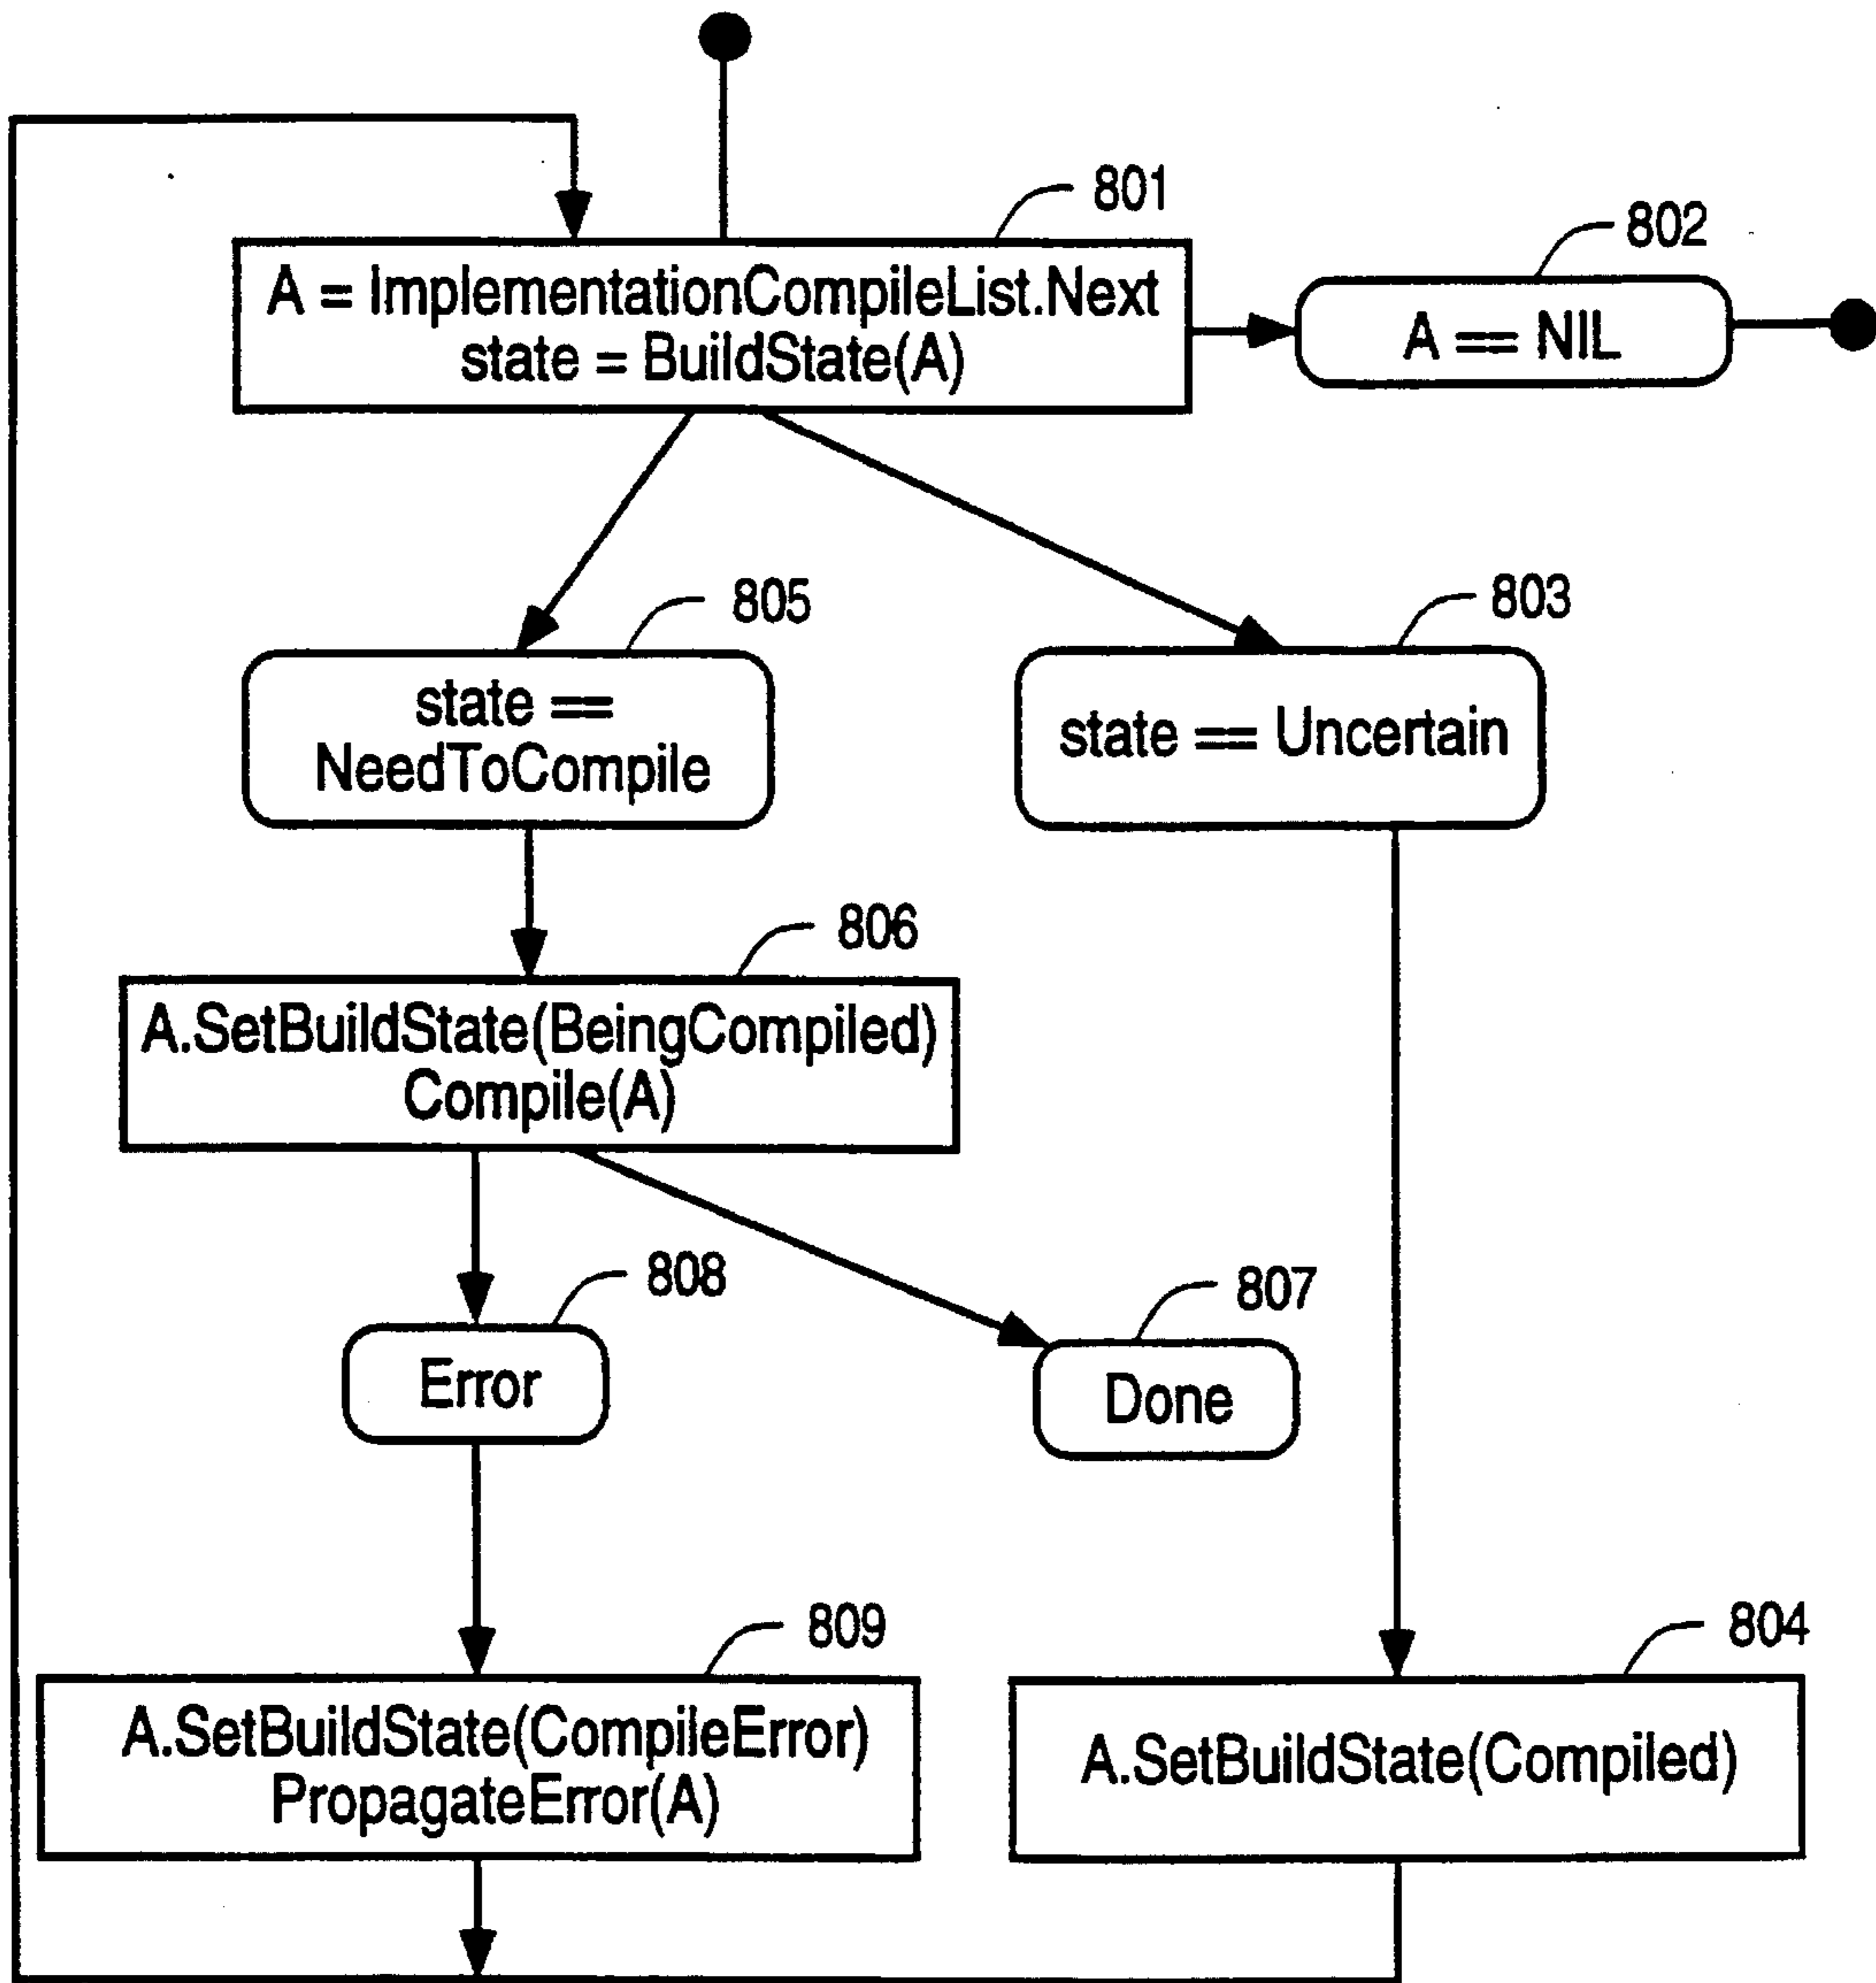 801
802
A = ImplementationCompileList.Next
state = BuildState(A)
A == NIL
805
803
state ==
NeedToCompile
state == Uncertain
806
A.SetBuildState(BeingCompiled)
Compile(A)
808
807
Error
Done
809
804
A.SetBuildState(CompileError)
PropagateError(A)
A.SetBuildState(Compiled)